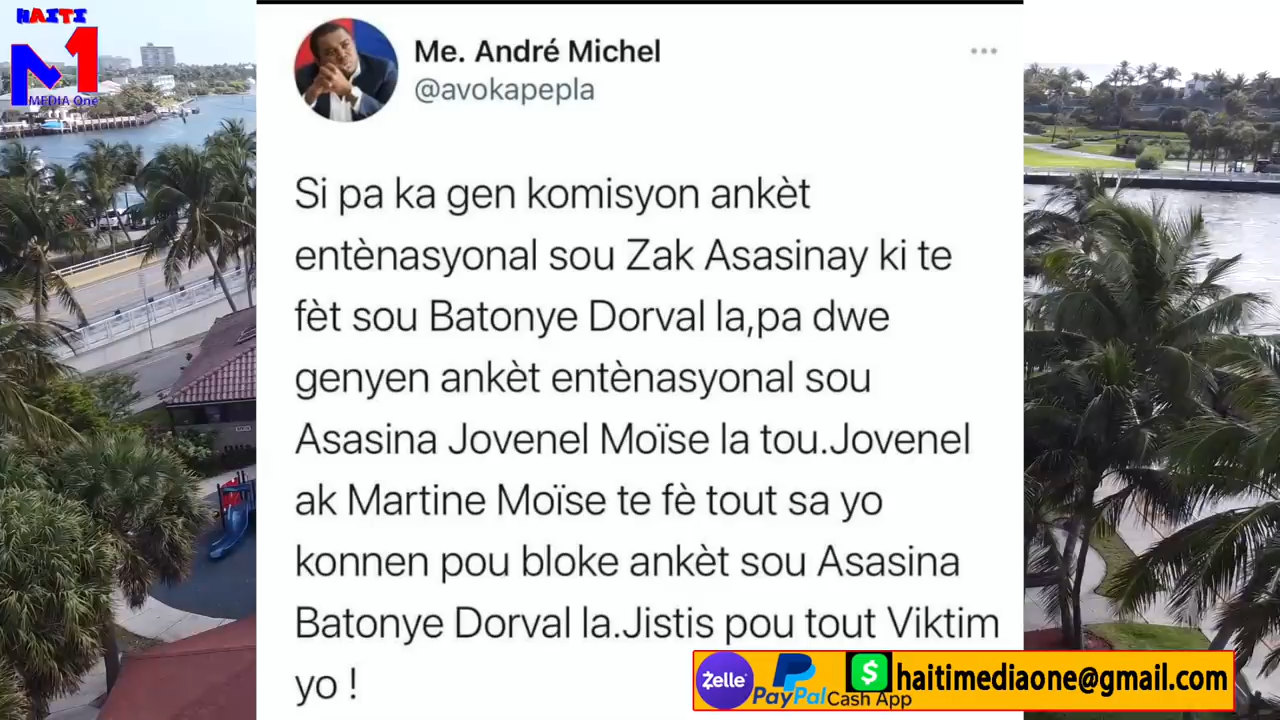 HAITI
M1
MEDIA One
Me. André Michel
@avokapepla
Si pa ka gen komisyon ankèt
entènasyonal sou Zak Asasinay ki te
fèt sou Batonye Dorval la,pa dwe
genyen ankèt entènasyonal sou
Asasina Jovenel Moïse la tou.Jovenel
ak Martine Moïse te fè tout sa yo
konnen pou bloke ankèt sou Asasina
Batonye Dorval la.Jistis pou tout Viktim
yo !
Zelle
PayPal
$
Cash App
haitimediaone@gmail.com